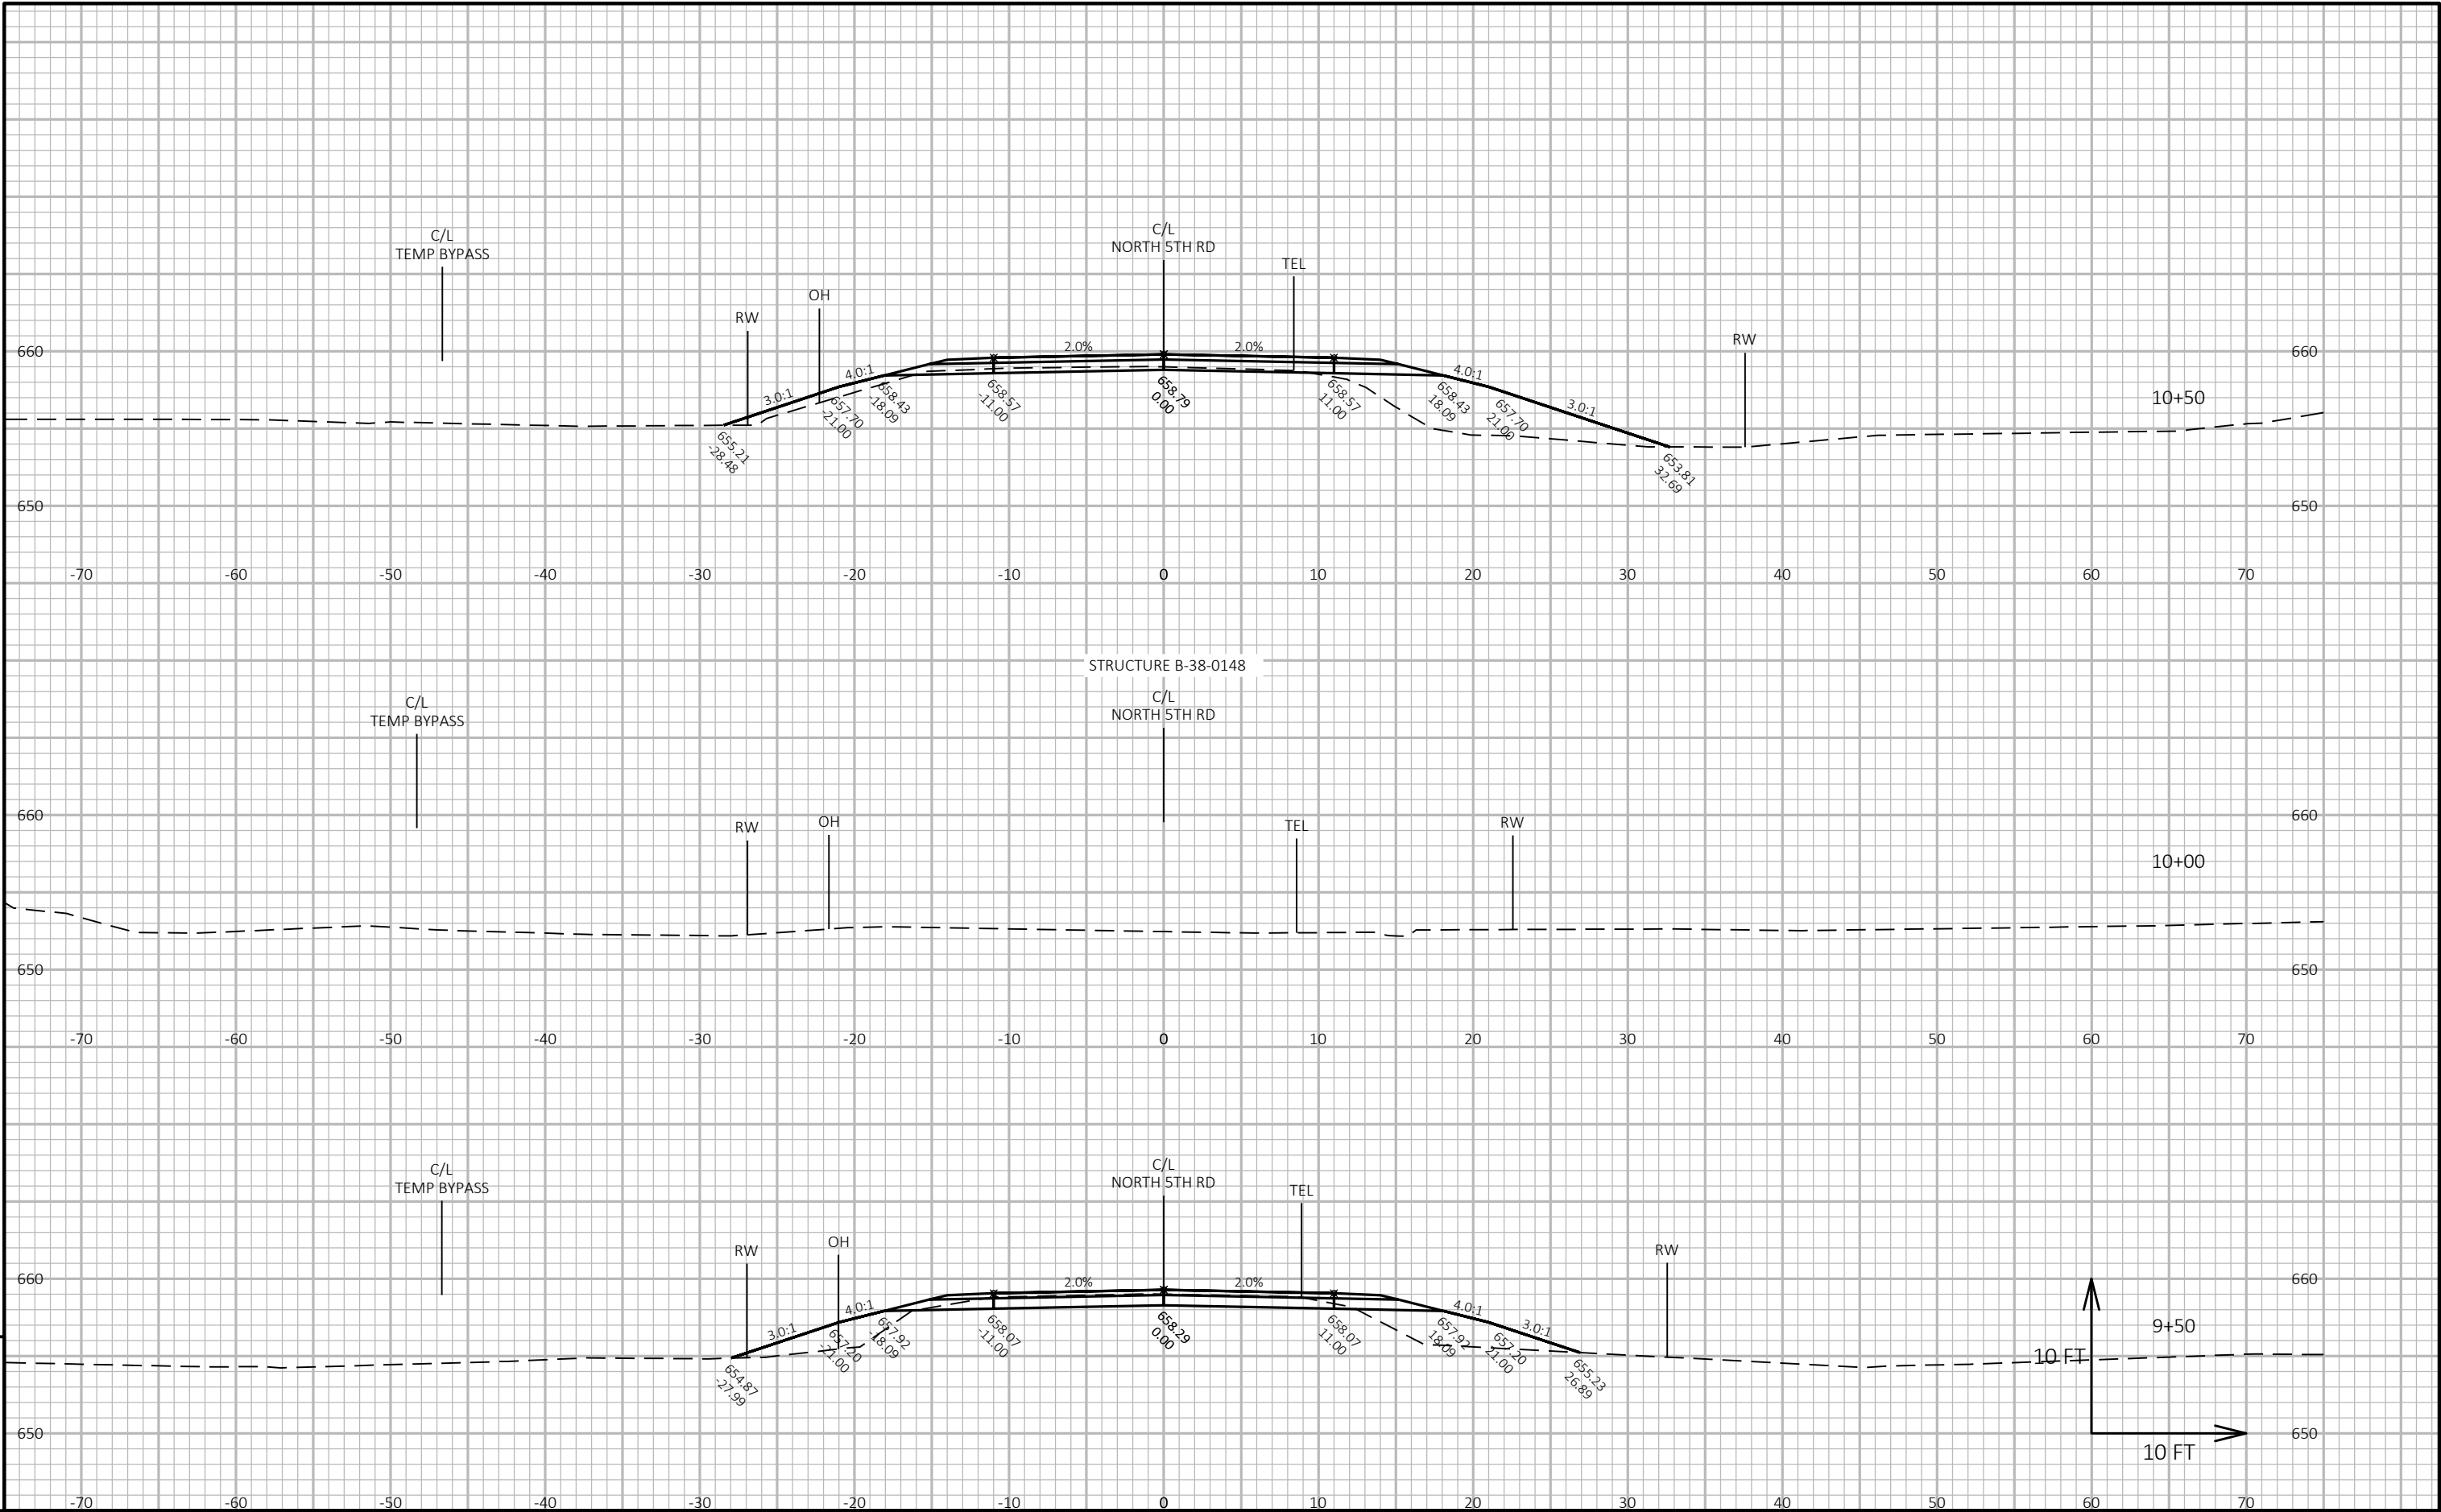 C/L
TEMP BYPASS
C/L
NORTH 5TH RD
TEL
OH
RW
RW
660
2.0%
2.0%
660
4.0:1
4.0:1
3.0:1
3.0:1
10+50
655.21
-28.48
657.70
-21.00
658.43
-18.09
658.57
-11.00
658.79
0.00
658.57
11.00
658.43
18.09
657.70
21.00
653.81
32.69
650
650
-70 -60 -50 -40 -30 -20 -10 0 10 20 30 40 50 60 70
STRUCTURE B-38-0148
C/L
TEMP BYPASS
C/L
NORTH 5TH RD
660
660
RW
OH
TEL
RW
10+00
650
650
-70 -60 -50 -40 -30 -20 -10 0 10 20 30 40 50 60 70
C/L
TEMP BYPASS
C/L
NORTH 5TH RD
TEL
RW
OH
RW
660
2.0%
2.0%
660
4.0:1
4.0:1
3.0:1
3.0:1
9+50
654.87
-27.99
657.20
-21.00
657.92
-18.09
658.07
-11.00
658.29
0.00
658.07
11.00
657.92
18.09
657.20
21.00
655.23
26.89
10 FT
650
650
10 FT
-70 -60 -50 -40 -30 -20 -10 0 10 20 30 40 50 60 70